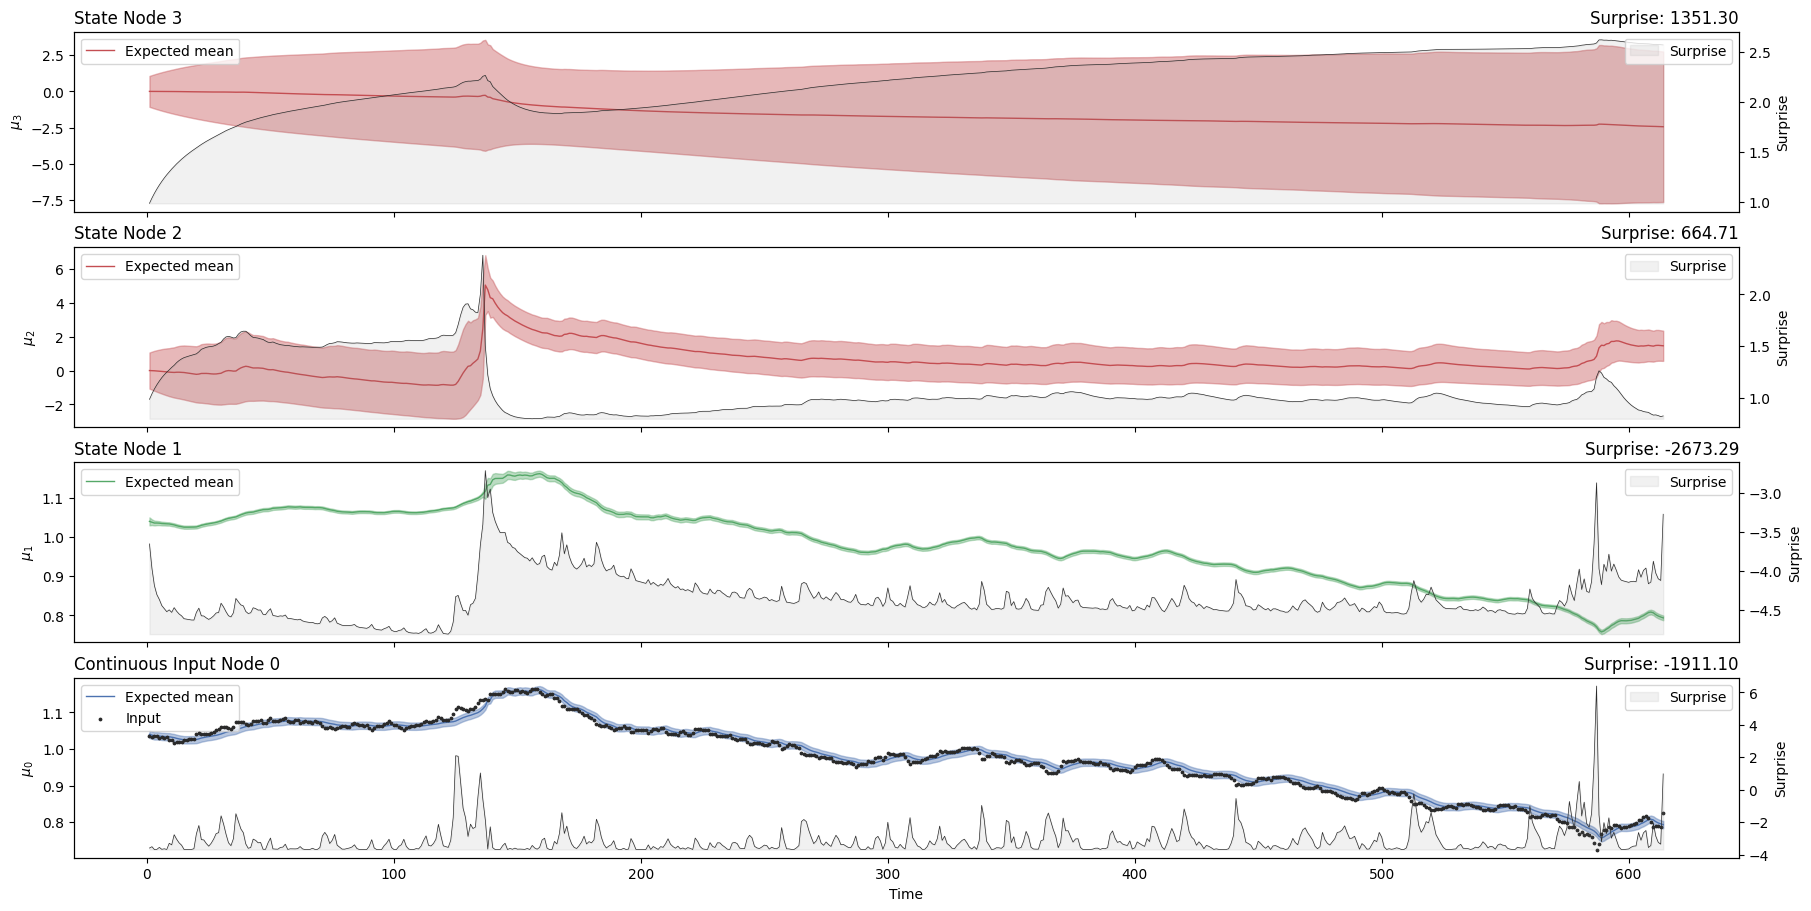 State Node 3
Surprise: 1351.30
Expected mean
Surprise
2.5
0.0
−2.5
−5.0
−7.5
μ3
2.5
2.0
1.5
1.0
Surprise
State Node 2
Surprise: 664.71
Expected mean
Surprise
6
4
2
0
−2
μ2
2.0
1.5
1.0
Surprise
State Node 1
Surprise: -2673.29
Expected mean
Surprise
1.1
1.0
0.9
0.8
μ1
−3.0
−3.5
−4.0
−4.5
Surprise
Continuous Input Node 0
Surprise: -1911.10
Expected mean
Input
Surprise
1.1
1.0
0.9
0.8
μ0
6
4
2
0
−2
−4
Surprise
0
100
200
300
400
500
600
Time